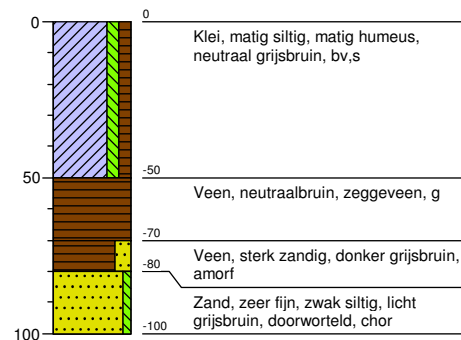 0
50
100
0
Klei, matig siltig, matig humeus,
neutraal grijsbruin, bv,s
-50
Veen, neutraalbruin, zeggeveen, g
-70
Veen, sterk zandig, donker grijsbruin,
amorf
-80
Zand, zeer fijn, zwak siltig, licht
grijsbruin, doorworteld, chor
-100